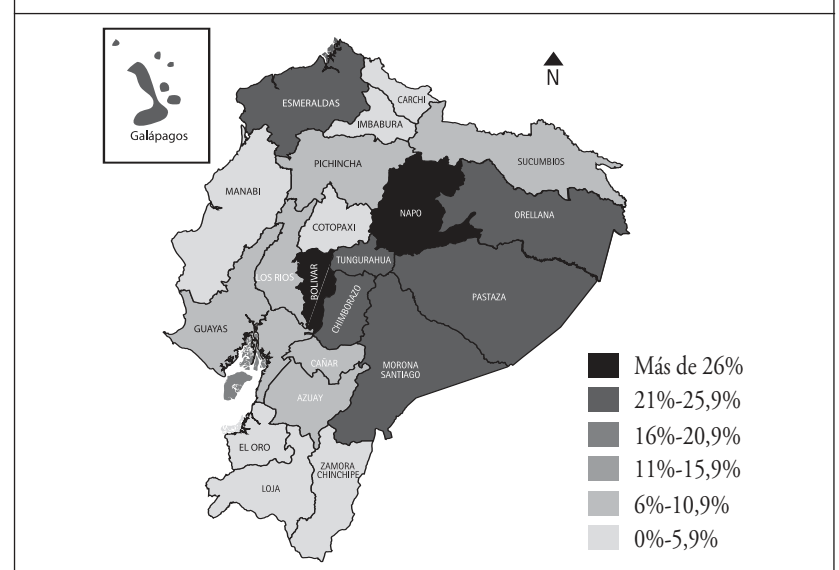 N
Galápagos
ESMERALDAS
CARCHI
IMBABURA
PICHINCHA
SUCUMBIOS
MANABI
NAPO
ORELLANA
COTOPAXI
TUNGURAHUA
LOS RIOS
BOLIVAR
CHIMBORAZO
PASTAZA
GUAYAS
CAÑAR
MORONA
SANTIAGO
AZUAY
EL ORO
ZAMORA
CHINCHIPE
LOJA
Más de 26%
21%-25,9%
16%-20,9%
11%-15,9%
6%-10,9%
0%-5,9%